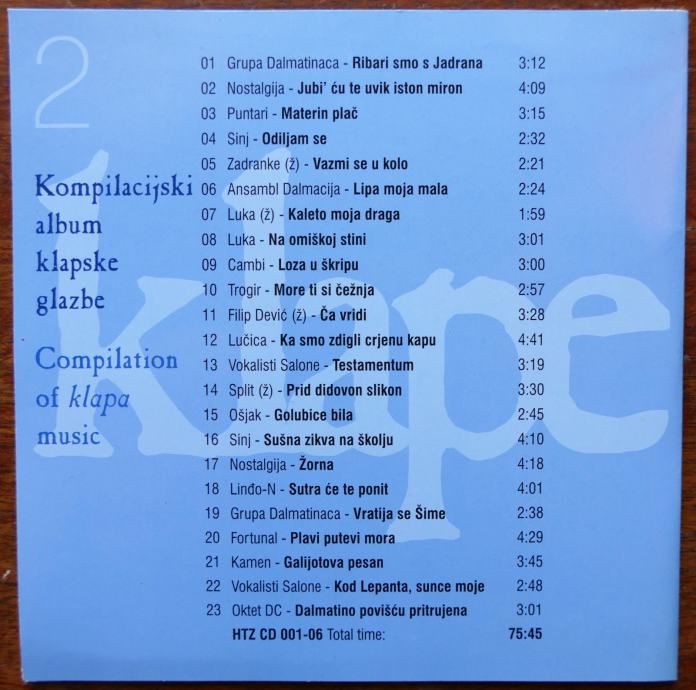 2
Kompilacijski
album
klapske
glazbe
Compilation
of klapa
music
klape
01 Grupa Dalmatinaca - Ribari smo s Jadrana 3:12
02 Nostalgija - Jubi' ću te uvik iston miron 4:09
03 Puntari - Materin plač 3:15
04 Sinj - Odiljam se 2:32
05 Zadranke (ž) - Vazmi se u kolo 2:21
06 Ansambl Dalmacija - Lipa moja mala 2:24
07 Luka (ž) - Kaleto moja draga 1:59
08 Luka - Na omiškoj stini 3:01
09 Cambi - Loza u škripu 3:00
10 Trogir - More ti si čežnja 2:57
11 Filip Dević (ž) - Ča vridi 3:28
12 Lučica - Ka smo zdigli crjenu kapu 4:41
13 Vokalisti Salone - Testamentum 3:19
14 Split (ž) - Prid didovon slikon 3:30
15 Ošjak - Golubice bila 2:45
16 Sinj - Sušna zikva na školju 4:10
17 Nostalgija - Žorna 4:18
18 Linđo-N - Sutra će te ponit 4:01
19 Grupa Dalmatinaca - Vratija se Šime 2:38
20 Fortunal - Plavi putevi mora 4:29
21 Kamen - Galijotova pesan 3:45
22 Vokalisti Salone - Kod Lepanta, sunce moje 2:48
23 Oktet DC - Dalmatino povišću pritrujena 3:01
HTZ CD 001-06 Total time: 75:45